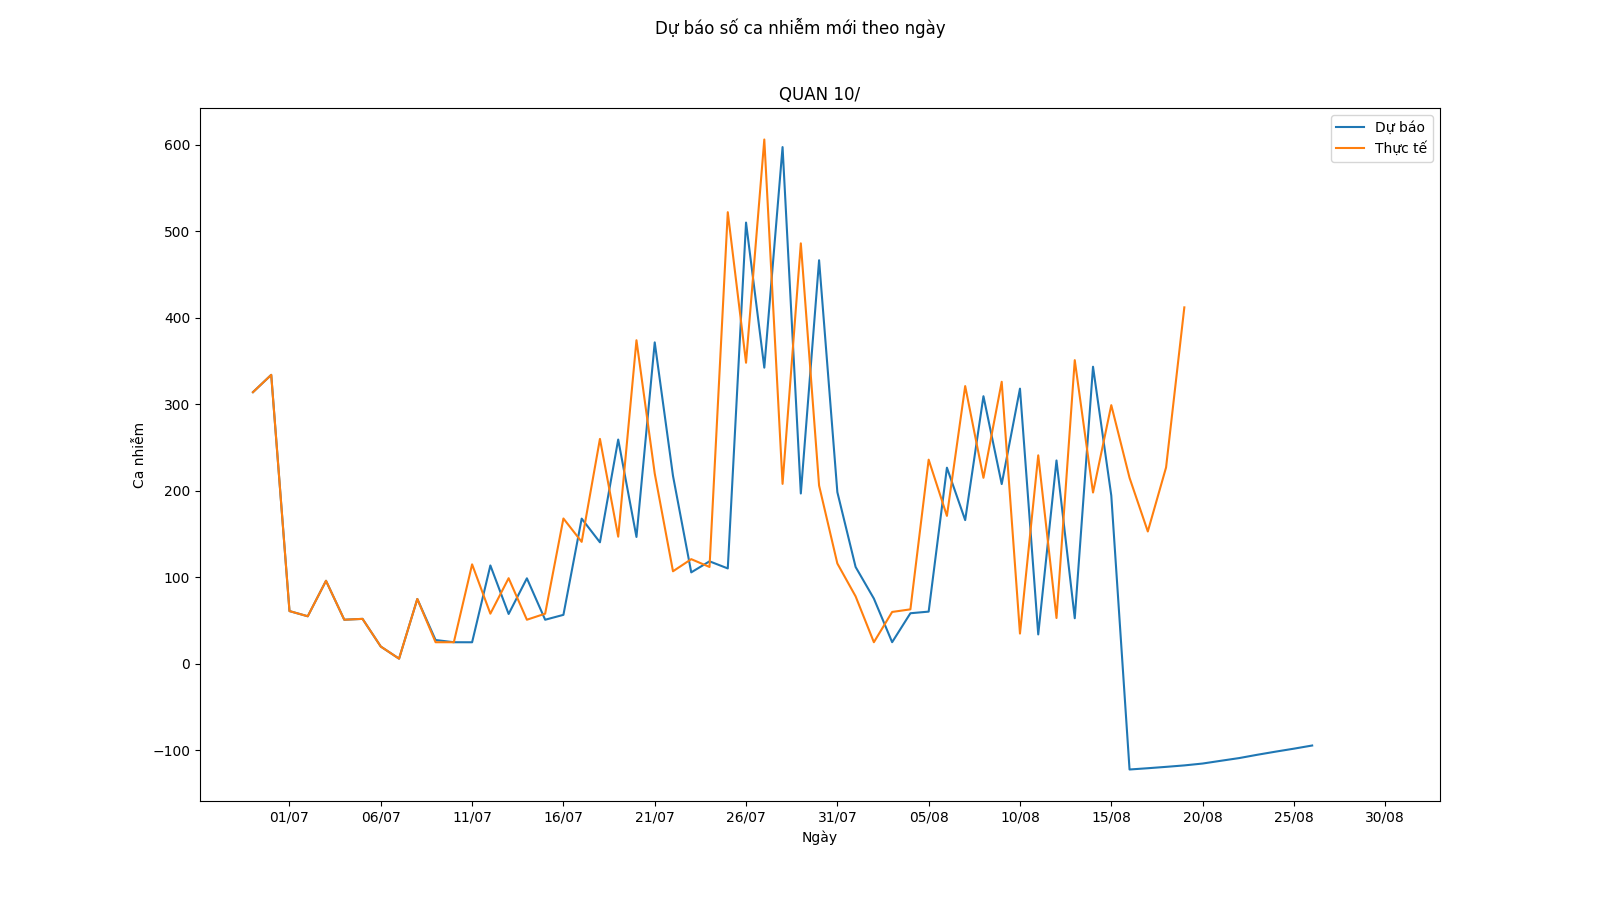 Dự báo số ca nhiễm mới theo ngày
QUAN 10/
Dự báo
Thực tế
Ca nhiễm
600
500
400
300
200
100
0
−100
01/07 06/07 11/07 16/07 21/07 26/07 31/07 05/08 10/08 15/08 20/08 25/08 30/08
Ngày